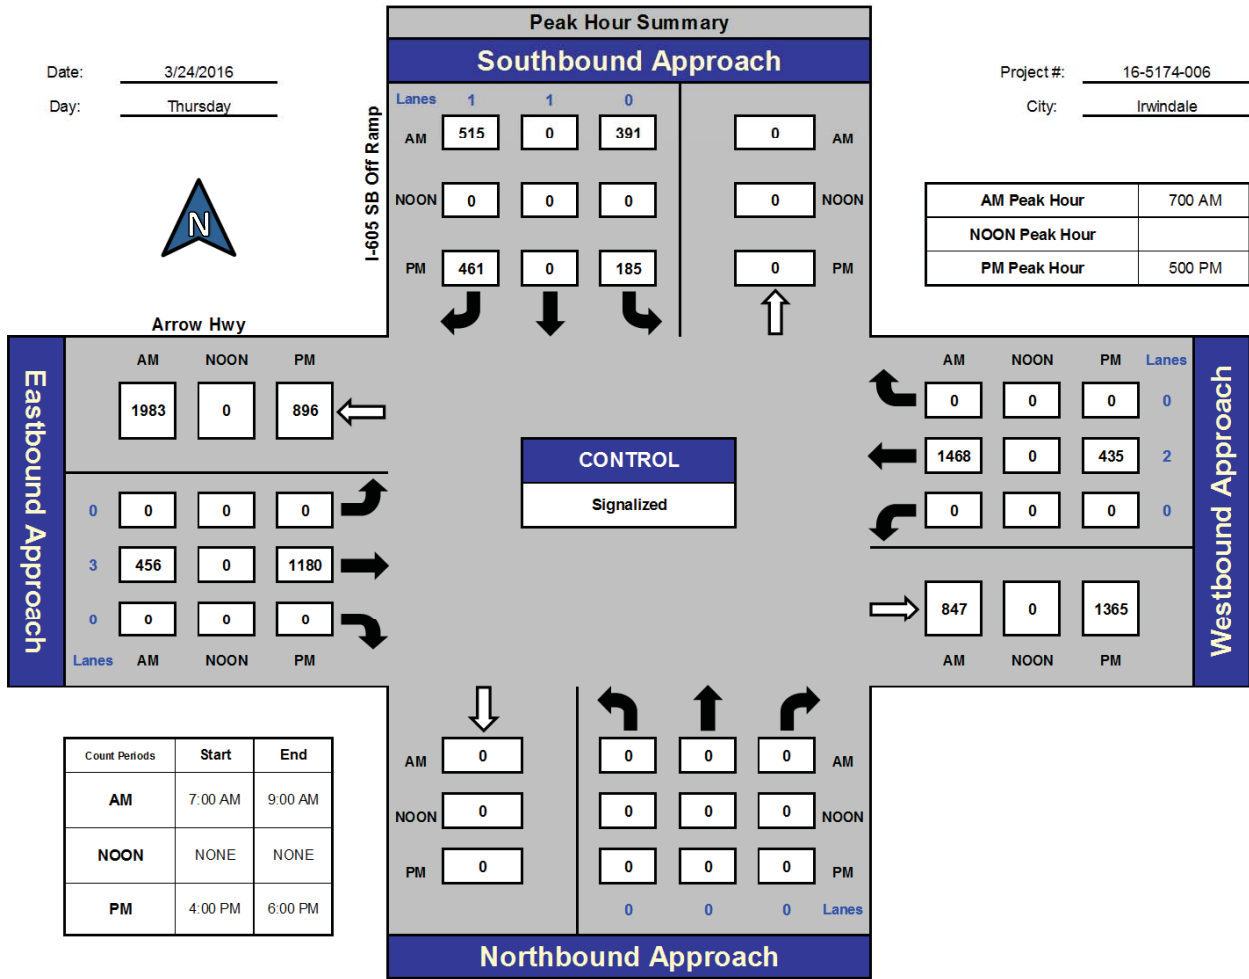 Peak Hour Summary
Southbound Approach
Date: 3/24/2016
Day: Thursday
Project #: 16-5174-006
City: Irwindale
I-605 SB Off Ramp
Lanes 1 1 0
AM 515 0 391 0 AM
NOON 0 0 0 0 NOON
PM 461 0 185 0 PM
N
AM Peak Hour 700 AM
NOON Peak Hour
PM Peak Hour 500 PM
Arrow Hwy
Eastbound Approach
AM NOON PM
1983 0 896
0 0 0 0
3 456 0 1180
0 0 0 0
Lanes AM NOON PM
CONTROL
Signalized
AM NOON PM Lanes
0 0 0 0
1468 0 435 2
0 0 0 0
847 0 1365
AM NOON PM
Westbound Approach
Count Periods Start End
AM 7:00 AM 9:00 AM
NOON NONE NONE
PM 4:00 PM 6:00 PM
AM 0 0 0 0 AM
NOON 0 0 0 0 NOON
PM 0 0 0 0 PM
0 0 0 Lanes
Northbound Approach